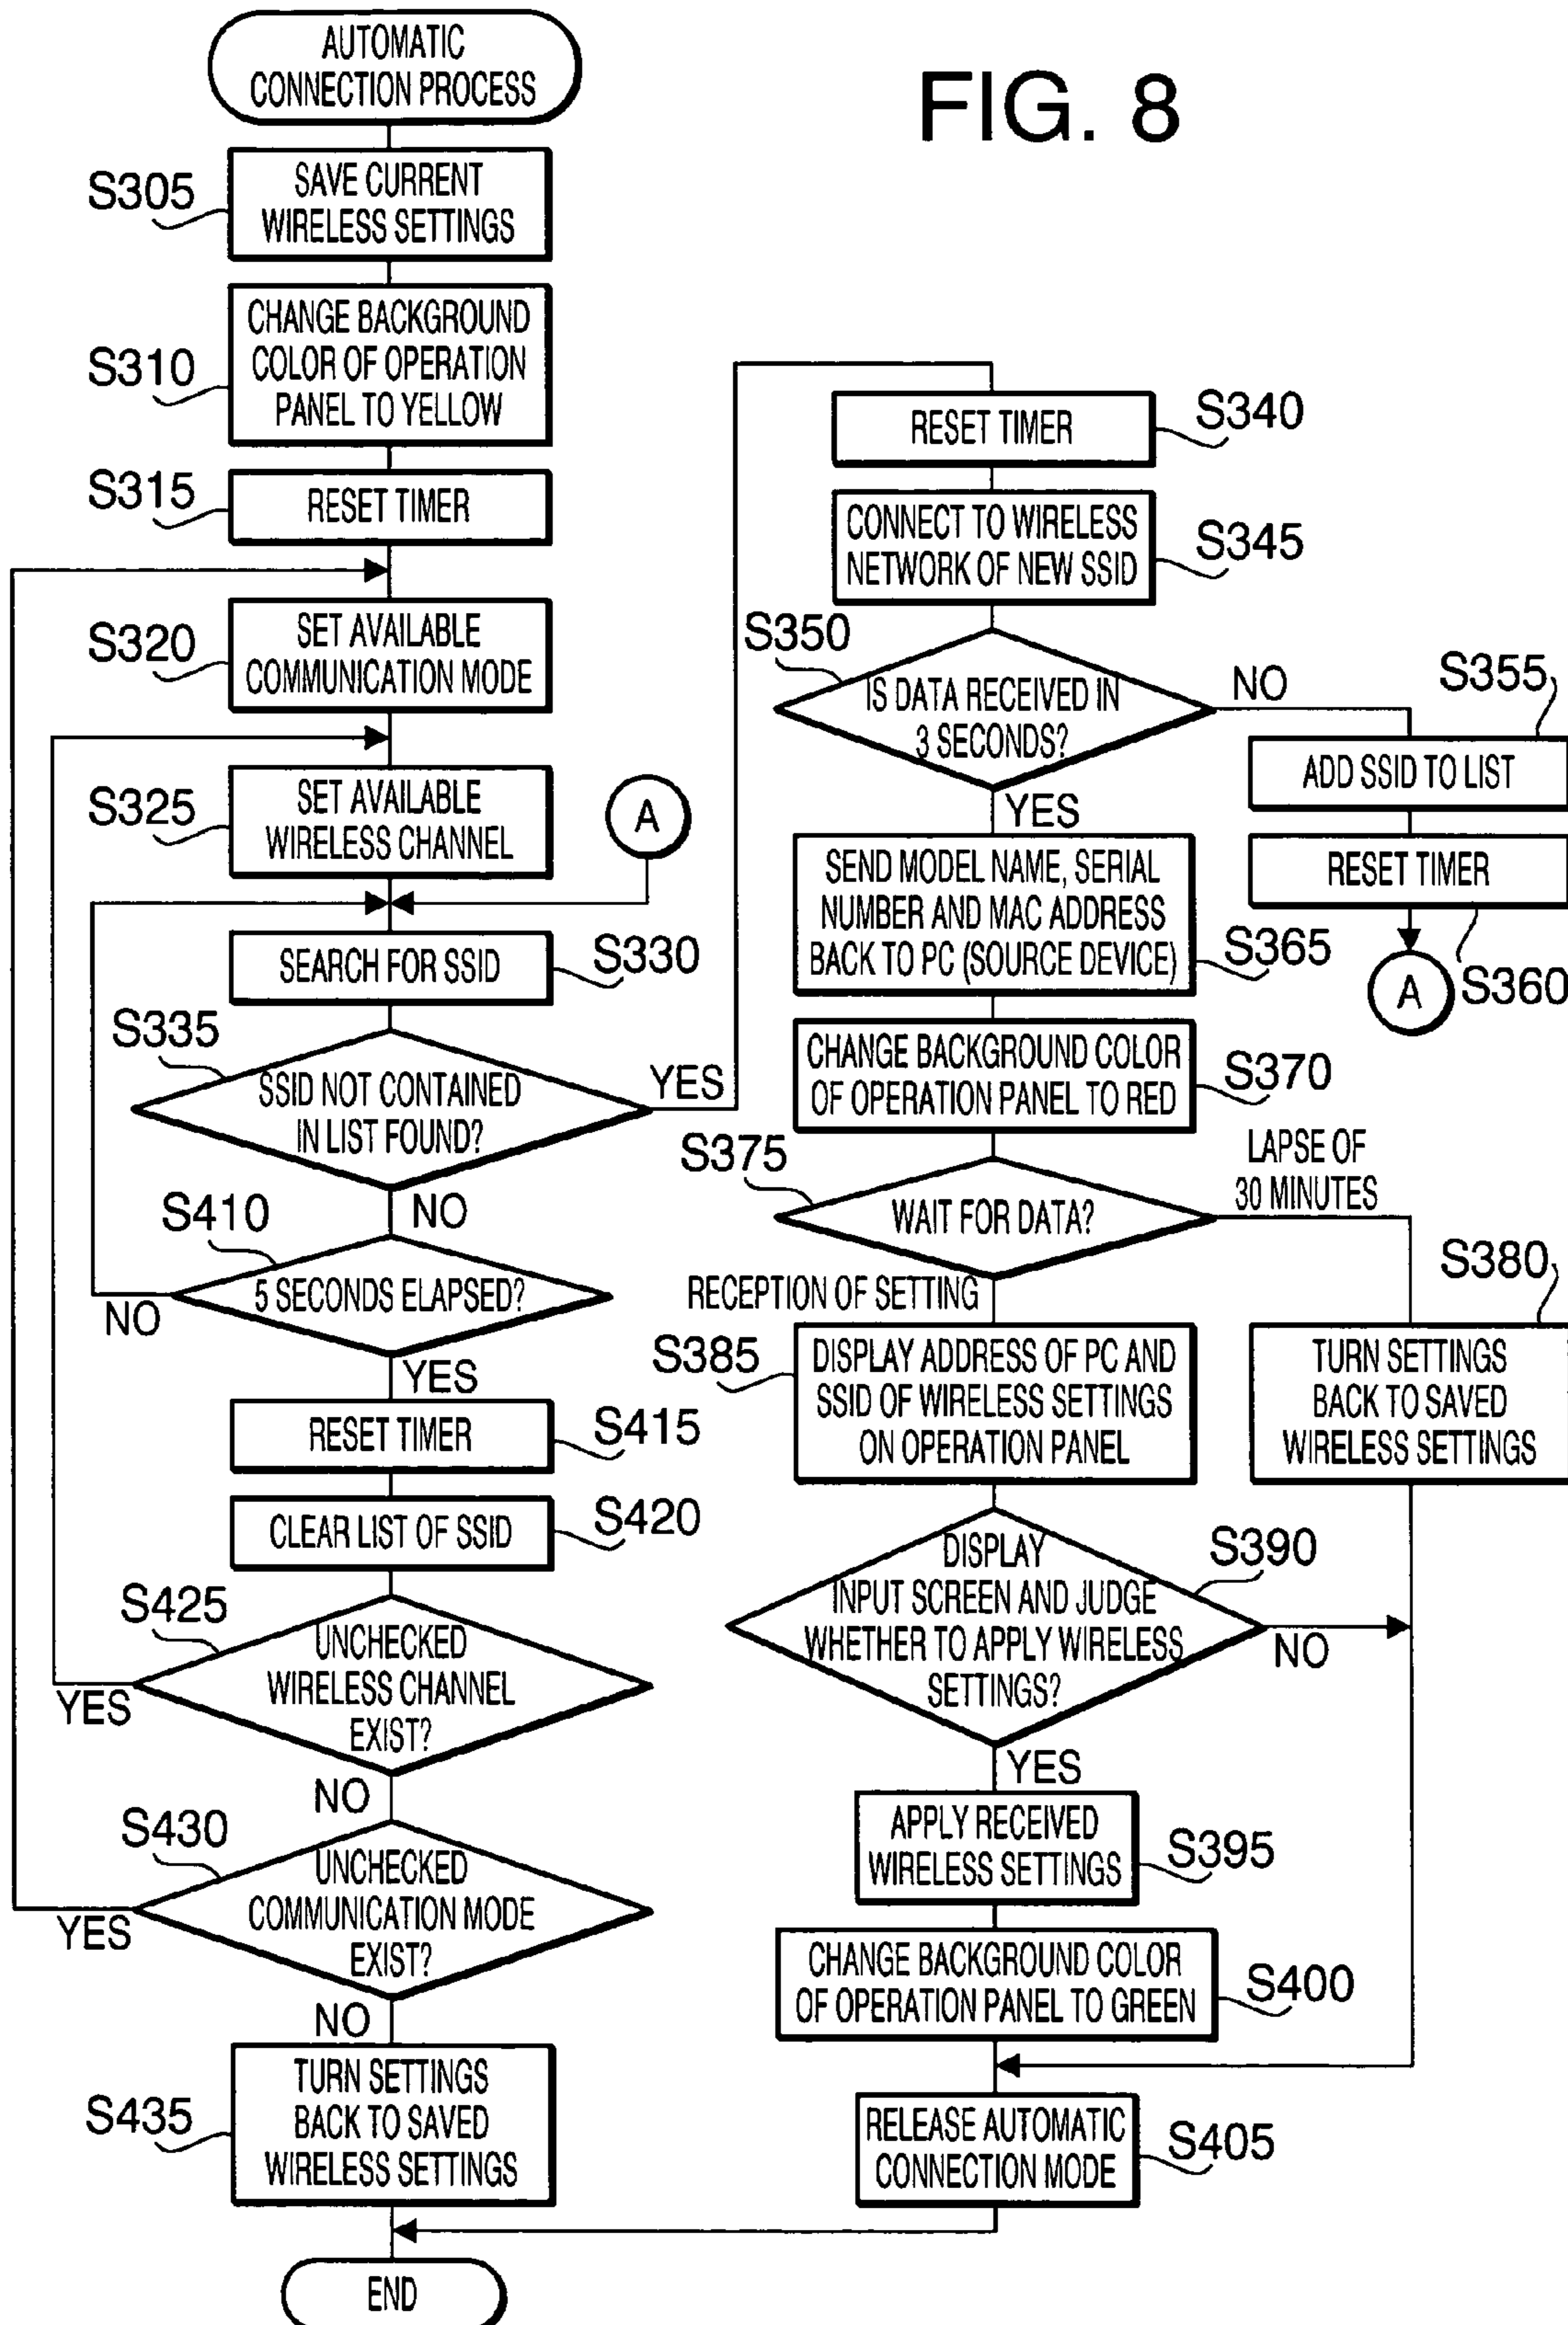 FIG. 8
AUTOMATIC
CONNECTION PROCESS
S305
SAVE CURRENT
WIRELESS SETTINGS
S310
CHANGE BACKGROUND
COLOR OF OPERATION
PANEL TO YELLOW
S315
RESET TIMER
S320
SET AVAILABLE
COMMUNICATION MODE
S325
SET AVAILABLE
WIRELESS CHANNEL
A
SEARCH FOR SSID
S330
S335
SSID NOT CONTAINED
IN LIST FOUND?
YES
NO
S410
5 SECONDS ELAPSED?
NO
YES
RESET TIMER
S415
CLEAR LIST OF SSID
S420
S425
UNCHECKED
WIRELESS CHANNEL
EXIST?
YES
NO
S430
UNCHECKED
COMMUNICATION MODE
EXIST?
YES
NO
S435
TURN SETTINGS
BACK TO SAVED
WIRELESS SETTINGS
END
RESET TIMER
S340
CONNECT TO WIRELESS
NETWORK OF NEW SSID
S345
S350
IS DATA RECEIVED IN
3 SECONDS?
NO
YES
S355
ADD SSID TO LIST
RESET TIMER
S360
A
SEND MODEL NAME, SERIAL
NUMBER AND MAC ADDRESS
BACK TO PC (SOURCE DEVICE)
S365
CHANGE BACKGROUND COLOR
OF OPERATION PANEL TO RED
S370
S375
WAIT FOR DATA?
LAPSE OF
30 MINUTES
RECEPTION OF SETTING
S380
TURN SETTINGS
BACK TO SAVED
WIRELESS SETTINGS
S385
DISPLAY ADDRESS OF PC AND
SSID OF WIRELESS SETTINGS
ON OPERATION PANEL
S390
DISPLAY
INPUT SCREEN AND JUDGE
WHETHER TO APPLY WIRELESS
SETTINGS?
NO
YES
APPLY RECEIVED
WIRELESS SETTINGS
S395
CHANGE BACKGROUND COLOR
OF OPERATION PANEL TO GREEN
S400
RELEASE AUTOMATIC
CONNECTION MODE
S405